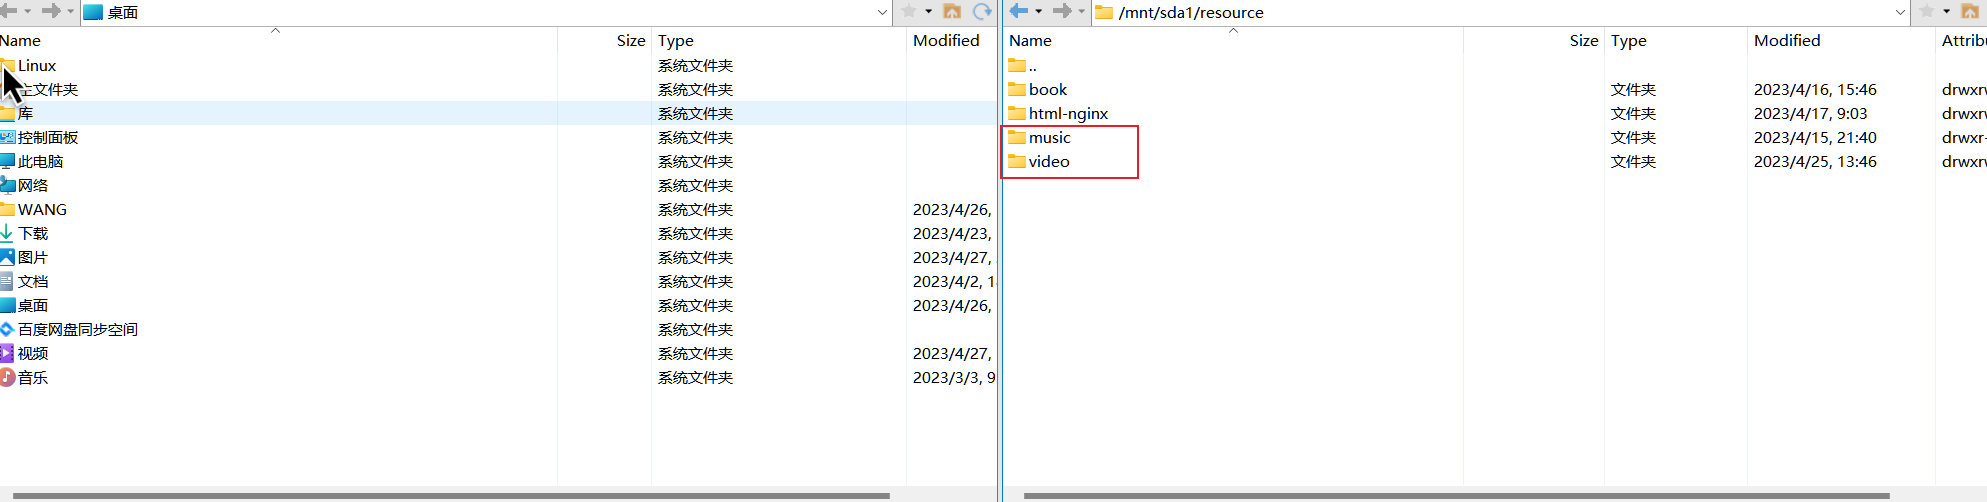 桌面
Name Size Type Modified
Linux 系统文件夹
主文件夹 系统文件夹
库 系统文件夹
控制面板 系统文件夹
此电脑 系统文件夹
网络 系统文件夹
WANG 系统文件夹 2023/4/26,
下载 系统文件夹 2023/4/23,
图片 系统文件夹 2023/4/27,
文档 系统文件夹 2023/4/2, 1
桌面 系统文件夹 2023/4/26,
百度网盘同步空间 系统文件夹
视频 系统文件夹 2023/4/27,
音乐 系统文件夹 2023/3/3, 9
/mnt/sda1/resource
Name Size Type Modified Attribu
..
book 文件夹 2023/4/16, 15:46 drwxrw
html-nginx 文件夹 2023/4/17, 9:03 drwxrw
music 文件夹 2023/4/15, 21:40 drwxr-
video 文件夹 2023/4/25, 13:46 drwxrw